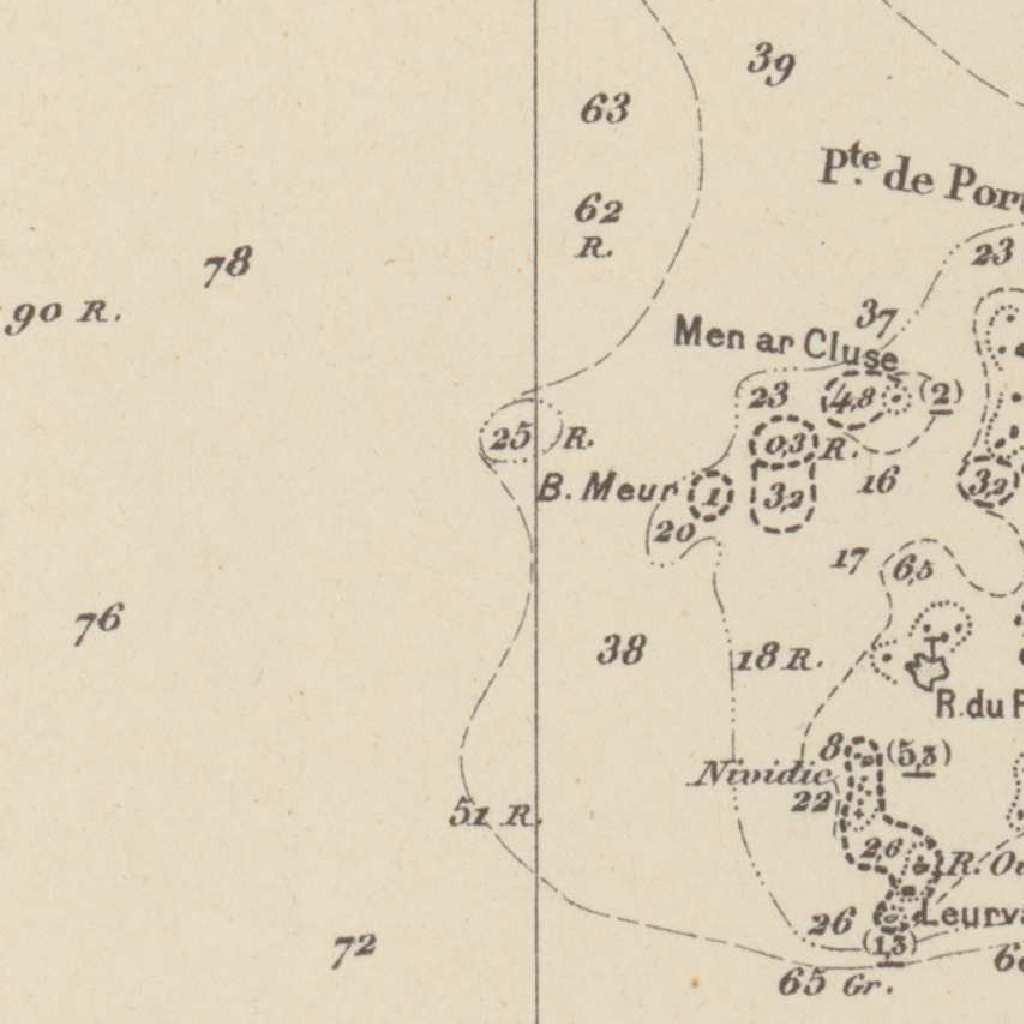 39
63
Pte de Por
62
R.
23
78
90 R.
37
Men ar Cluse
23
4,8
(2)
25 R.
0,3 R.
B. Meur 1
3,2
16
3,2
20
17
6,5
76
38
18 R.
R. du P
8
(5,3)
Nividic
22
51 R.
2,6
R. Oc
Leurva
26
72
(1,3)
65 Gr.